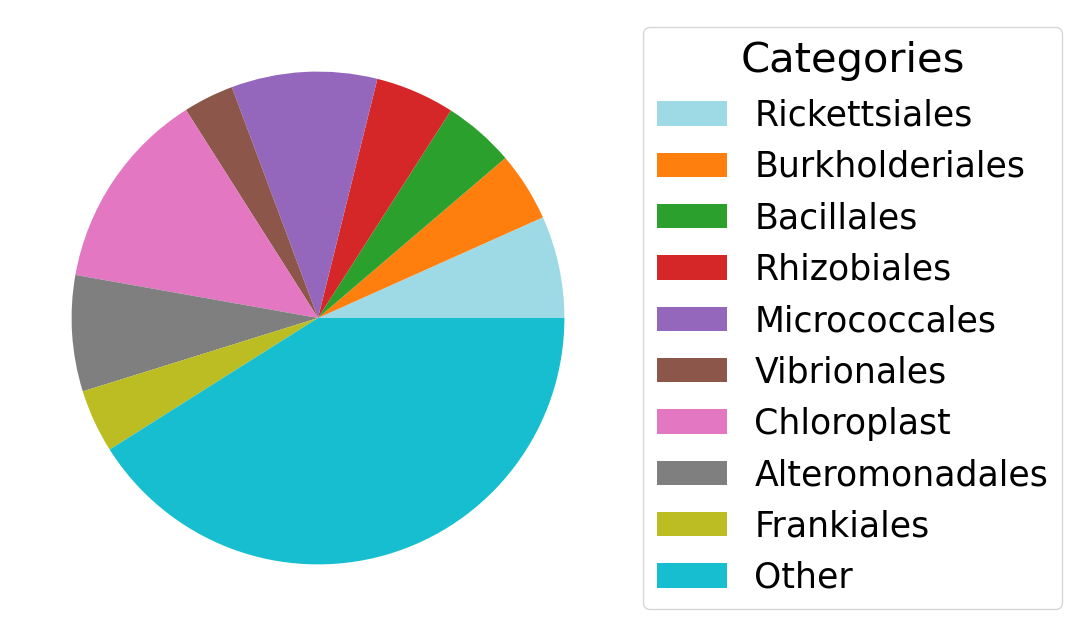 Categories
Rickettsiales
Burkholderiales
Bacillales
Rhizobiales
Micrococcales
Vibrionales
Chloroplast
Alteromonadales
Frankiales
Other